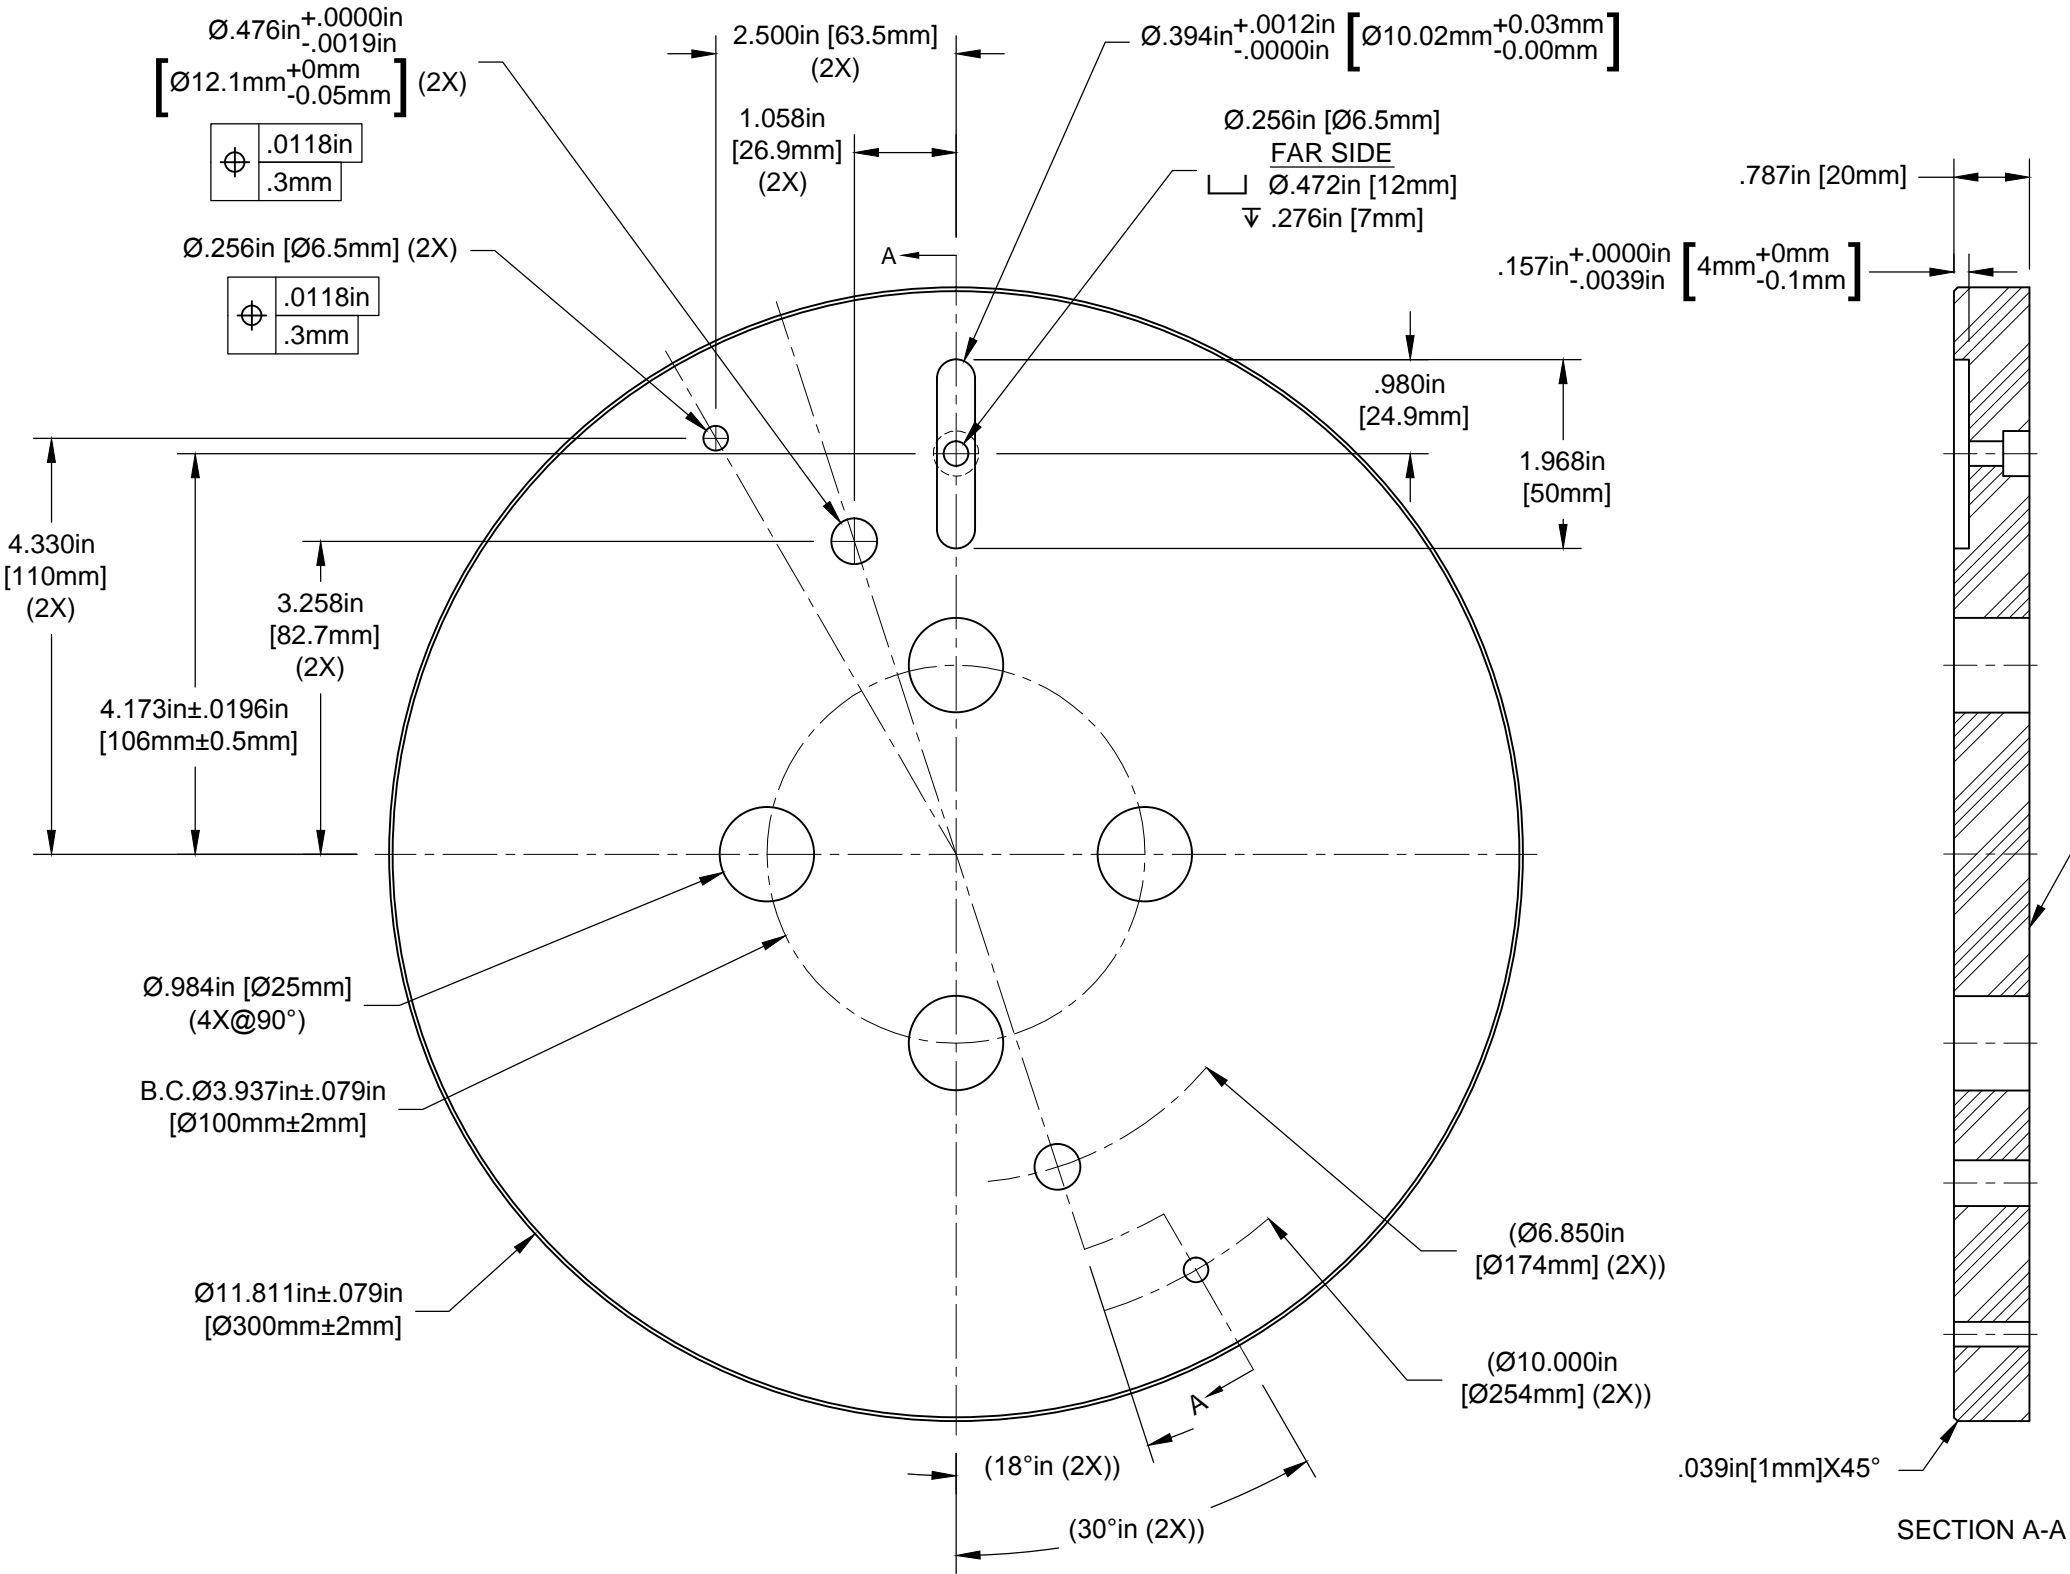 Ø.476in+.0000in
-.0019in
[Ø12.1mm+0mm
-0.05mm] (2X)
.0118in
.3mm
Ø.256in [Ø6.5mm] (2X)
.0118in
.3mm
2.500in [63.5mm]
(2X)
1.058in
[26.9mm]
(2X)
Ø.394in+.0012in
-.0000in [Ø10.02mm+0.03mm
-0.00mm]
Ø.256in [Ø6.5mm]
FAR SIDE
⌴ Ø.472in [12mm]
↧ .276in [7mm]
A
.787in [20mm]
.157in+.0000in
-.0039in [4mm+0mm
-0.1mm]
.980in
[24.9mm]
1.968in
[50mm]
4.330in
[110mm]
(2X)
3.258in
[82.7mm]
(2X)
4.173in±.0196in
[106mm±0.5mm]
Ø.984in [Ø25mm]
(4X@90°)
B.C.Ø3.937in±.079in
[Ø100mm±2mm]
Ø11.811in±.079in
[Ø300mm±2mm]
(Ø6.850in
[Ø174mm] (2X))
(Ø10.000in
[Ø254mm] (2X))
A
(18°in (2X))
(30°in (2X))
.039in[1mm]X45°
SECTION A-A